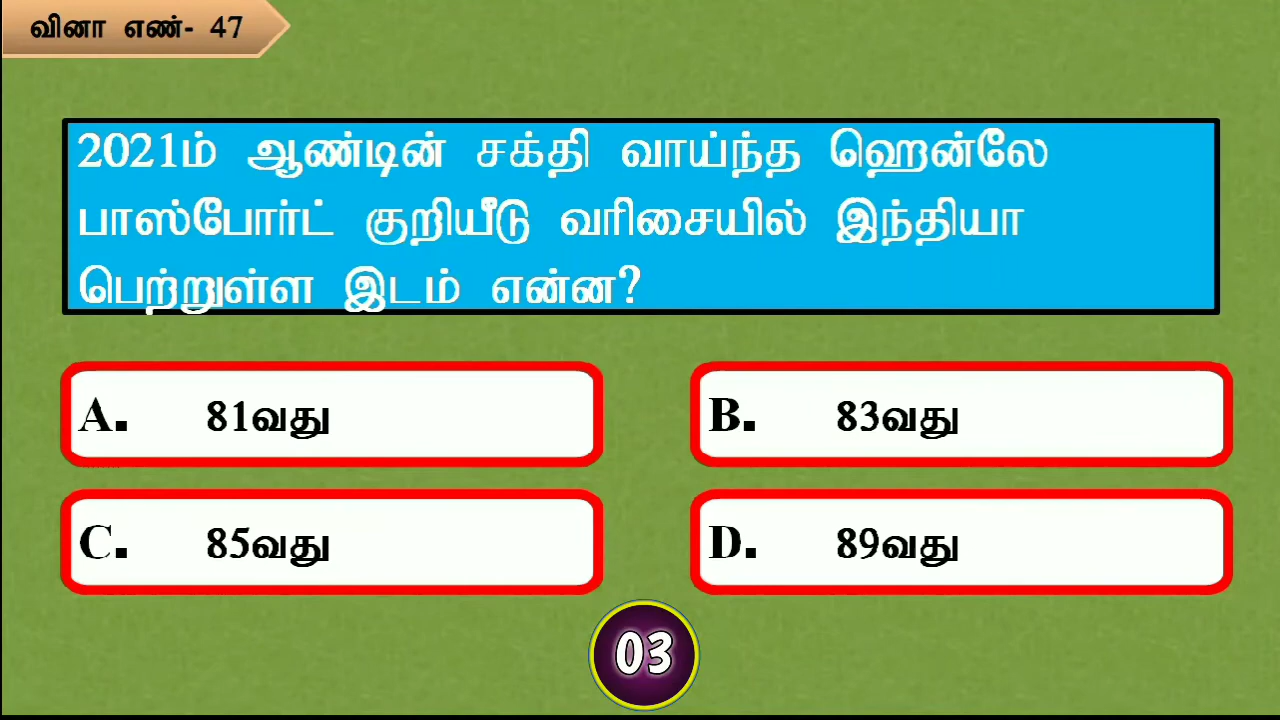 வினா எண்- 47
2021ம் ஆண்டின் சக்தி வாய்ந்த ஹென்லே
பாஸ்போர்ட் குறியீடு வரிசையில் இந்தியா
பெற்றுள்ள இடம் என்ன?
A. 81வது
B. 83வது
C. 85வது
D. 89வது
03